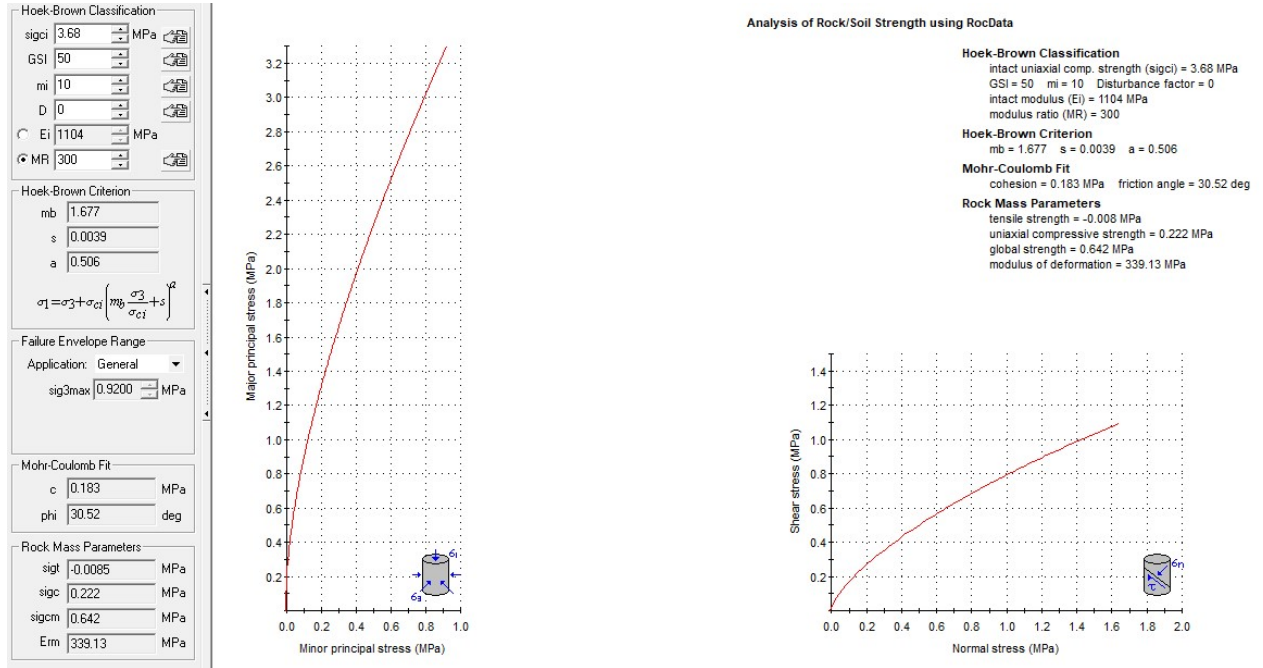 Hoek-Brown Classification
sigci 3.68 MPa
GSI 50
mi 10
D 0
Ei 1104 MPa
MR 300
Hoek-Brown Criterion
mb 1.677
s 0.0039
a 0.506
σ1=σ3+σci(mb σ3/σci+s)^a
Failure Envelope Range
Application: General
sig3max 0.9200 MPa
Mohr-Coulomb Fit
c 0.183 MPa
phi 30.52 deg
Rock Mass Parameters
sigt -0.0085 MPa
sigc 0.222 MPa
sigcm 0.642 MPa
Erm 339.13 MPa
Major principal stress (MPa)
3.2
3.0
2.8
2.6
2.4
2.2
2.0
1.8
1.6
1.4
1.2
1.0
0.8
0.6
0.4
0.2
0.0 0.2 0.4 0.6 0.8 1.0
Minor principal stress (MPa)
σ1
σ3
Analysis of Rock/Soil Strength using RocData
Hoek-Brown Classification
intact uniaxial comp. strength (sigci) = 3.68 MPa
GSI = 50 mi = 10 Disturbance factor = 0
intact modulus (Ei) = 1104 MPa
modulus ratio (MR) = 300
Hoek-Brown Criterion
mb = 1.677 s = 0.0039 a = 0.506
Mohr-Coulomb Fit
cohesion = 0.183 MPa friction angle = 30.52 deg
Rock Mass Parameters
tensile strength = -0.008 MPa
uniaxial compressive strength = 0.222 MPa
global strength = 0.642 MPa
modulus of deformation = 339.13 MPa
Shear stress (MPa)
1.4
1.2
1.0
0.8
0.6
0.4
0.2
0.0 0.2 0.4 0.6 0.8 1.0 1.2 1.4 1.6 1.8 2.0
Normal stress (MPa)
σn
τ